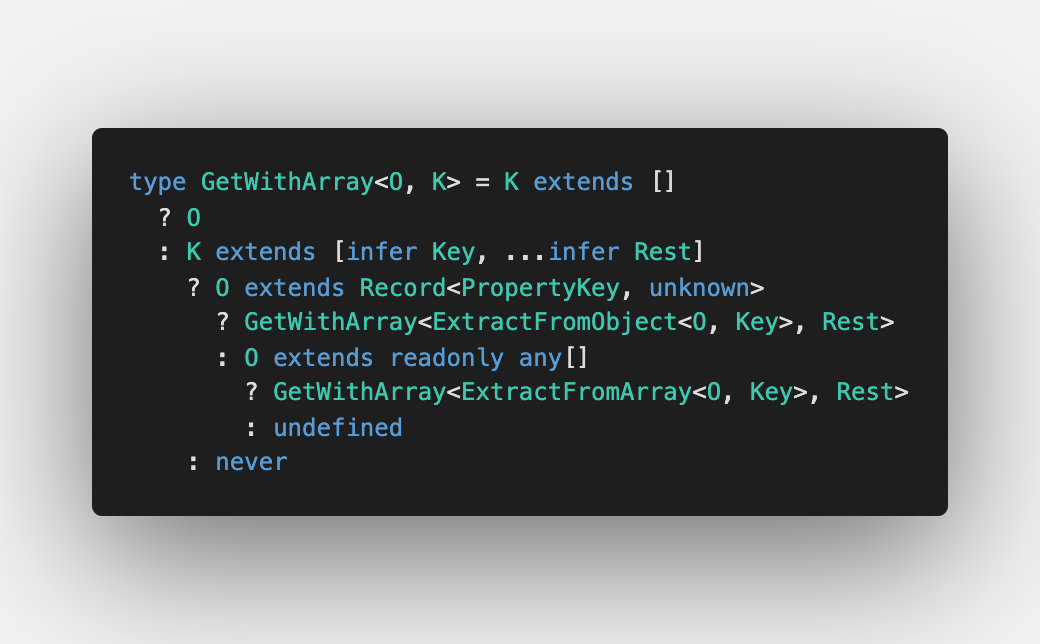 type GetWithArray<O, K> = K extends []
  ? O
  : K extends [infer Key, ...infer Rest]
    ? O extends Record<PropertyKey, unknown>
      ? GetWithArray<ExtractFromObject<O, Key>, Rest>
      : O extends readonly any[]
        ? GetWithArray<ExtractFromArray<O, Key>, Rest>
        : undefined
    : never